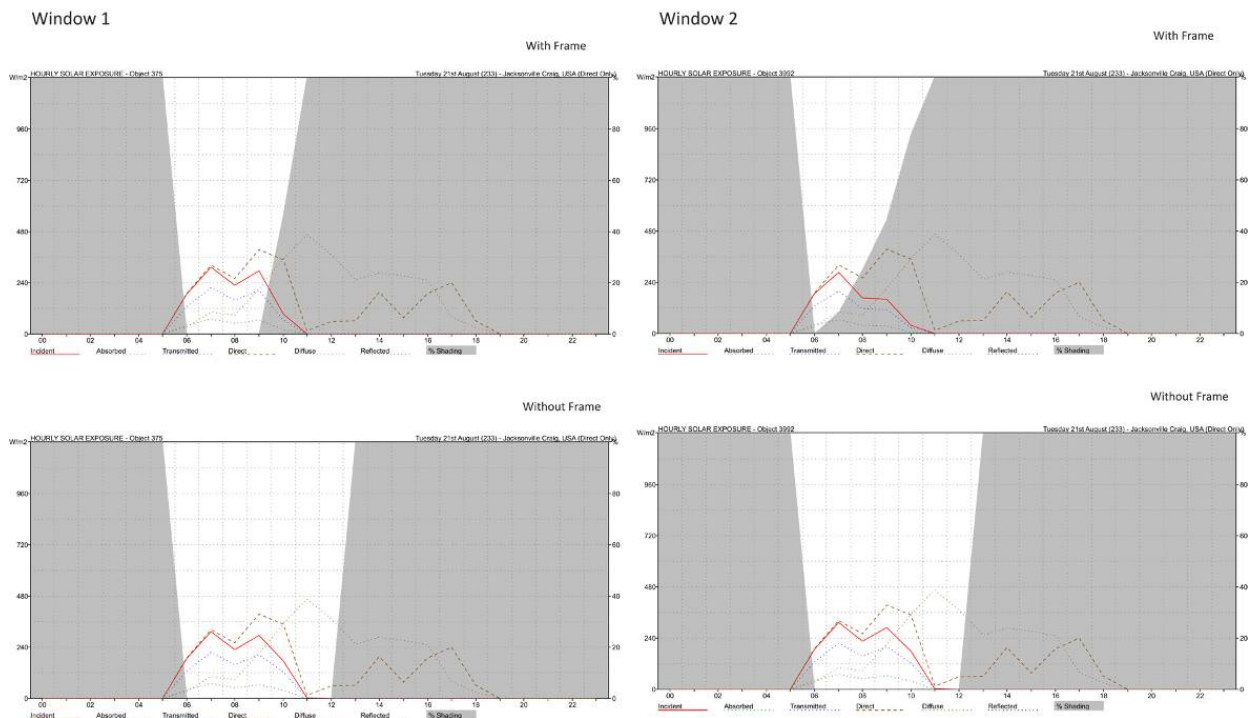 Window 1
Window 2
With Frame
With Frame
W/m2 HOURLY SOLAR EXPOSURE - Object 375 Tuesday 21st August (233) - Jacksonville Craig, USA (Direct Only) %
960 80
720 60
480 40
240 20
0 0
00 02 04 06 08 10 12 14 16 18 20 22
Incident Absorbed Transmitted Direct Diffuse Reflected % Shading
W/m2 HOURLY SOLAR EXPOSURE - Object 3992 Tuesday 21st August (233) - Jacksonville Craig, USA (Direct Only) %
960 80
720 60
480 40
240 20
0 0
00 02 04 06 08 10 12 14 16 18 20 22
Incident Absorbed Transmitted Direct Diffuse Reflected % Shading
Without Frame
Without Frame
W/m2 HOURLY SOLAR EXPOSURE - Object 375 Tuesday 21st August (233) - Jacksonville Craig, USA (Direct Only) %
960 80
720 60
480 40
240 20
0 0
00 02 04 06 08 10 12 14 16 18 20 22
Incident Absorbed Transmitted Direct Diffuse Reflected % Shading
W/m2 HOURLY SOLAR EXPOSURE - Object 3992 Tuesday 21st August (233) - Jacksonville Craig, USA (Direct Only) %
960 80
720 60
480 40
240 20
0 0
00 02 04 06 08 10 12 14 16 18 20 22
Incident Absorbed Transmitted Direct Diffuse Reflected % Shading